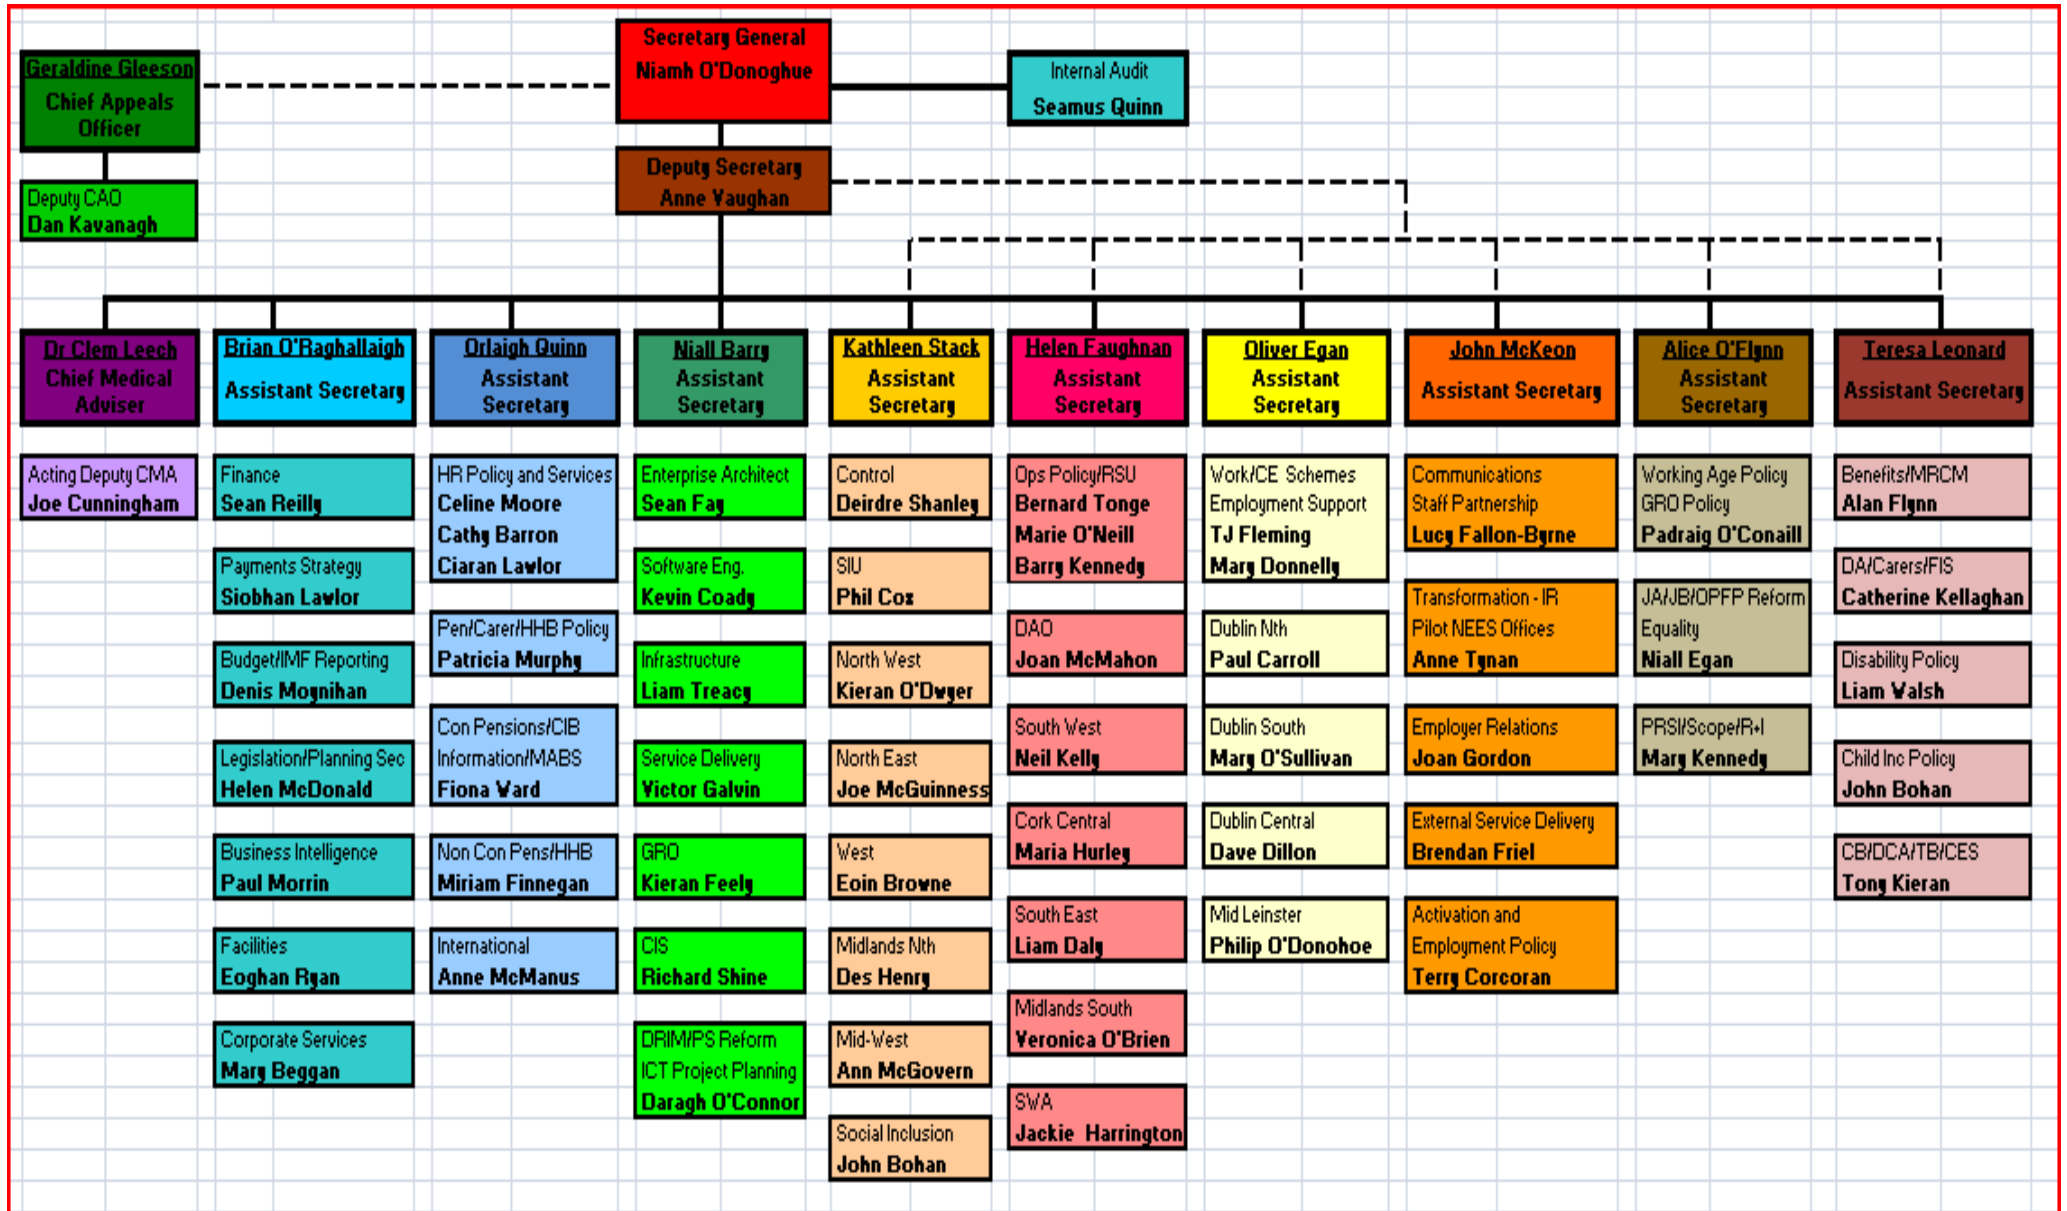 Secretary General
Niamh O'Donoghue
Geraldine Gleeson
Chief Appeals
Officer
Internal Audit
Seamus Quinn
Deputy Secretary
Anne Vaughan
Deputy CAO
Dan Kavanagh
Dr Clem Leech
Chief Medical
Adviser
Acting Deputy CMA
Joe Cunningham
Brian O'Raghallaigh
Assistant Secretary
Finance
Sean Reilly
Payments Strategy
Siobhan Lawlor
Budget/IMF Reporting
Denis Moynihan
Legislation/Planning Sec
Helen McDonald
Business Intelligence
Paul Morrin
Facilities
Eoghan Ryan
Corporate Services
Mary Beggan
Orlaigh Quinn
Assistant
Secretary
HR Policy and Services
Celine Moore
Cathy Barron
Ciaran Lawlor
Pen/Carer/HHB Policy
Patricia Murphy
Con Pensions/CIB
Information/MABS
Fiona Ward
Non Con Pens/HHB
Miriam Finnegan
International
Anne McManus
Niall Barry
Assistant
Secretary
Enterprise Architect
Sean Fay
Software Eng.
Kevin Coady
Infrastructure
Liam Treacy
Service Delivery
Victor Galvin
GRO
Kieran Feely
CIS
Richard Shine
DRIM/PS Reform
ICT Project Planning
Daragh O'Connor
Kathleen Stack
Assistant
Secretary
Control
Deirdre Shanley
SIU
Phil Cox
North West
Kieran O'Dwyer
North East
Joe McGuinness
West
Eoin Browne
Midlands Nth
Des Henry
Mid-West
Ann McGovern
Social Inclusion
John Bohan
Helen Faughnan
Assistant
Secretary
Ops Policy/RSU
Bernard Tonge
Marie O'Neill
Barry Kennedy
DAO
Joan McMahon
South West
Neil Kelly
Cork Central
Maria Hurley
South East
Liam Daly
Midlands South
Veronica O'Brien
SWA
Jackie Harrington
Oliver Egan
Assistant
Secretary
Work/CE Schemes
Employment Support
TJ Fleming
Mary Donnelly
Dublin Nth
Paul Carroll
Dublin South
Mary O'Sullivan
Dublin Central
Dave Dillon
Mid Leinster
Philip O'Donohoe
John McKeon
Assistant Secretary
Communications
Staff Partnership
Lucy Fallon-Byrne
Transformation - IR
Pilot NEES Offices
Anne Tynan
Employer Relations
Joan Gordon
External Service Delivery
Brendan Friel
Activation and
Employment Policy
Terry Corcoran
Alice O'Flynn
Assistant
Secretary
Working Age Policy
GRO Policy
Padraig O'Conaill
JA/JB/OPFP Reform
Equality
Niall Egan
PRSI/Scope/R+I
Mary Kennedy
Teresa Leonard
Assistant Secretary
Benefits/MRCM
Alan Flynn
DA/Carers/FIS
Catherine Kellaghan
Disability Policy
Liam Walsh
Child Inc Policy
John Bohan
CB/DCA/TB/CES
Tony Kieran